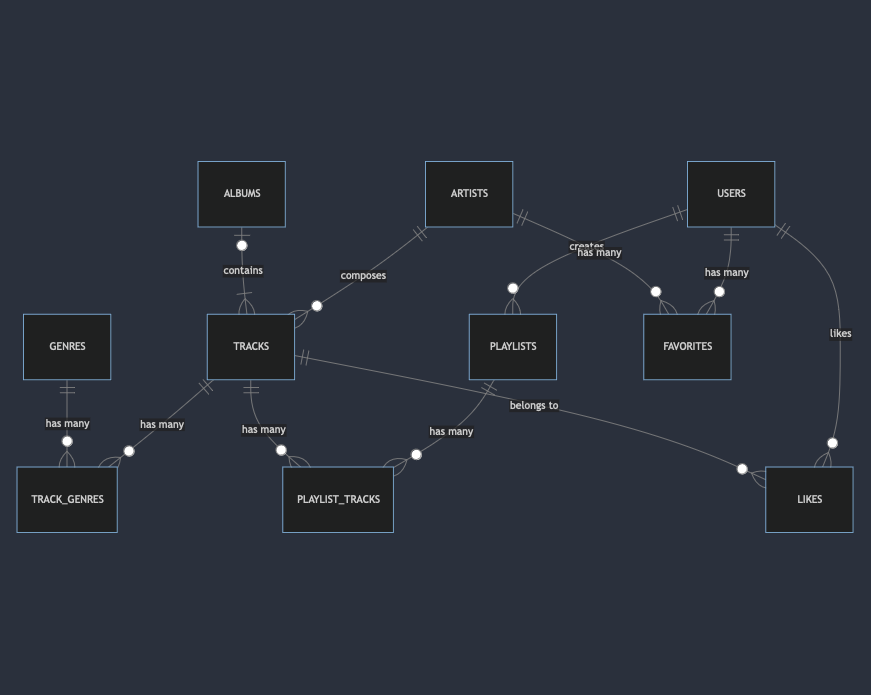 ALBUMS
ARTISTS
USERS
creates
has many
contains
composes
has many
likes
GENRES
TRACKS
PLAYLISTS
FAVORITES
belongs to
has many
has many
has many
has many
TRACK_GENRES
PLAYLIST_TRACKS
LIKES